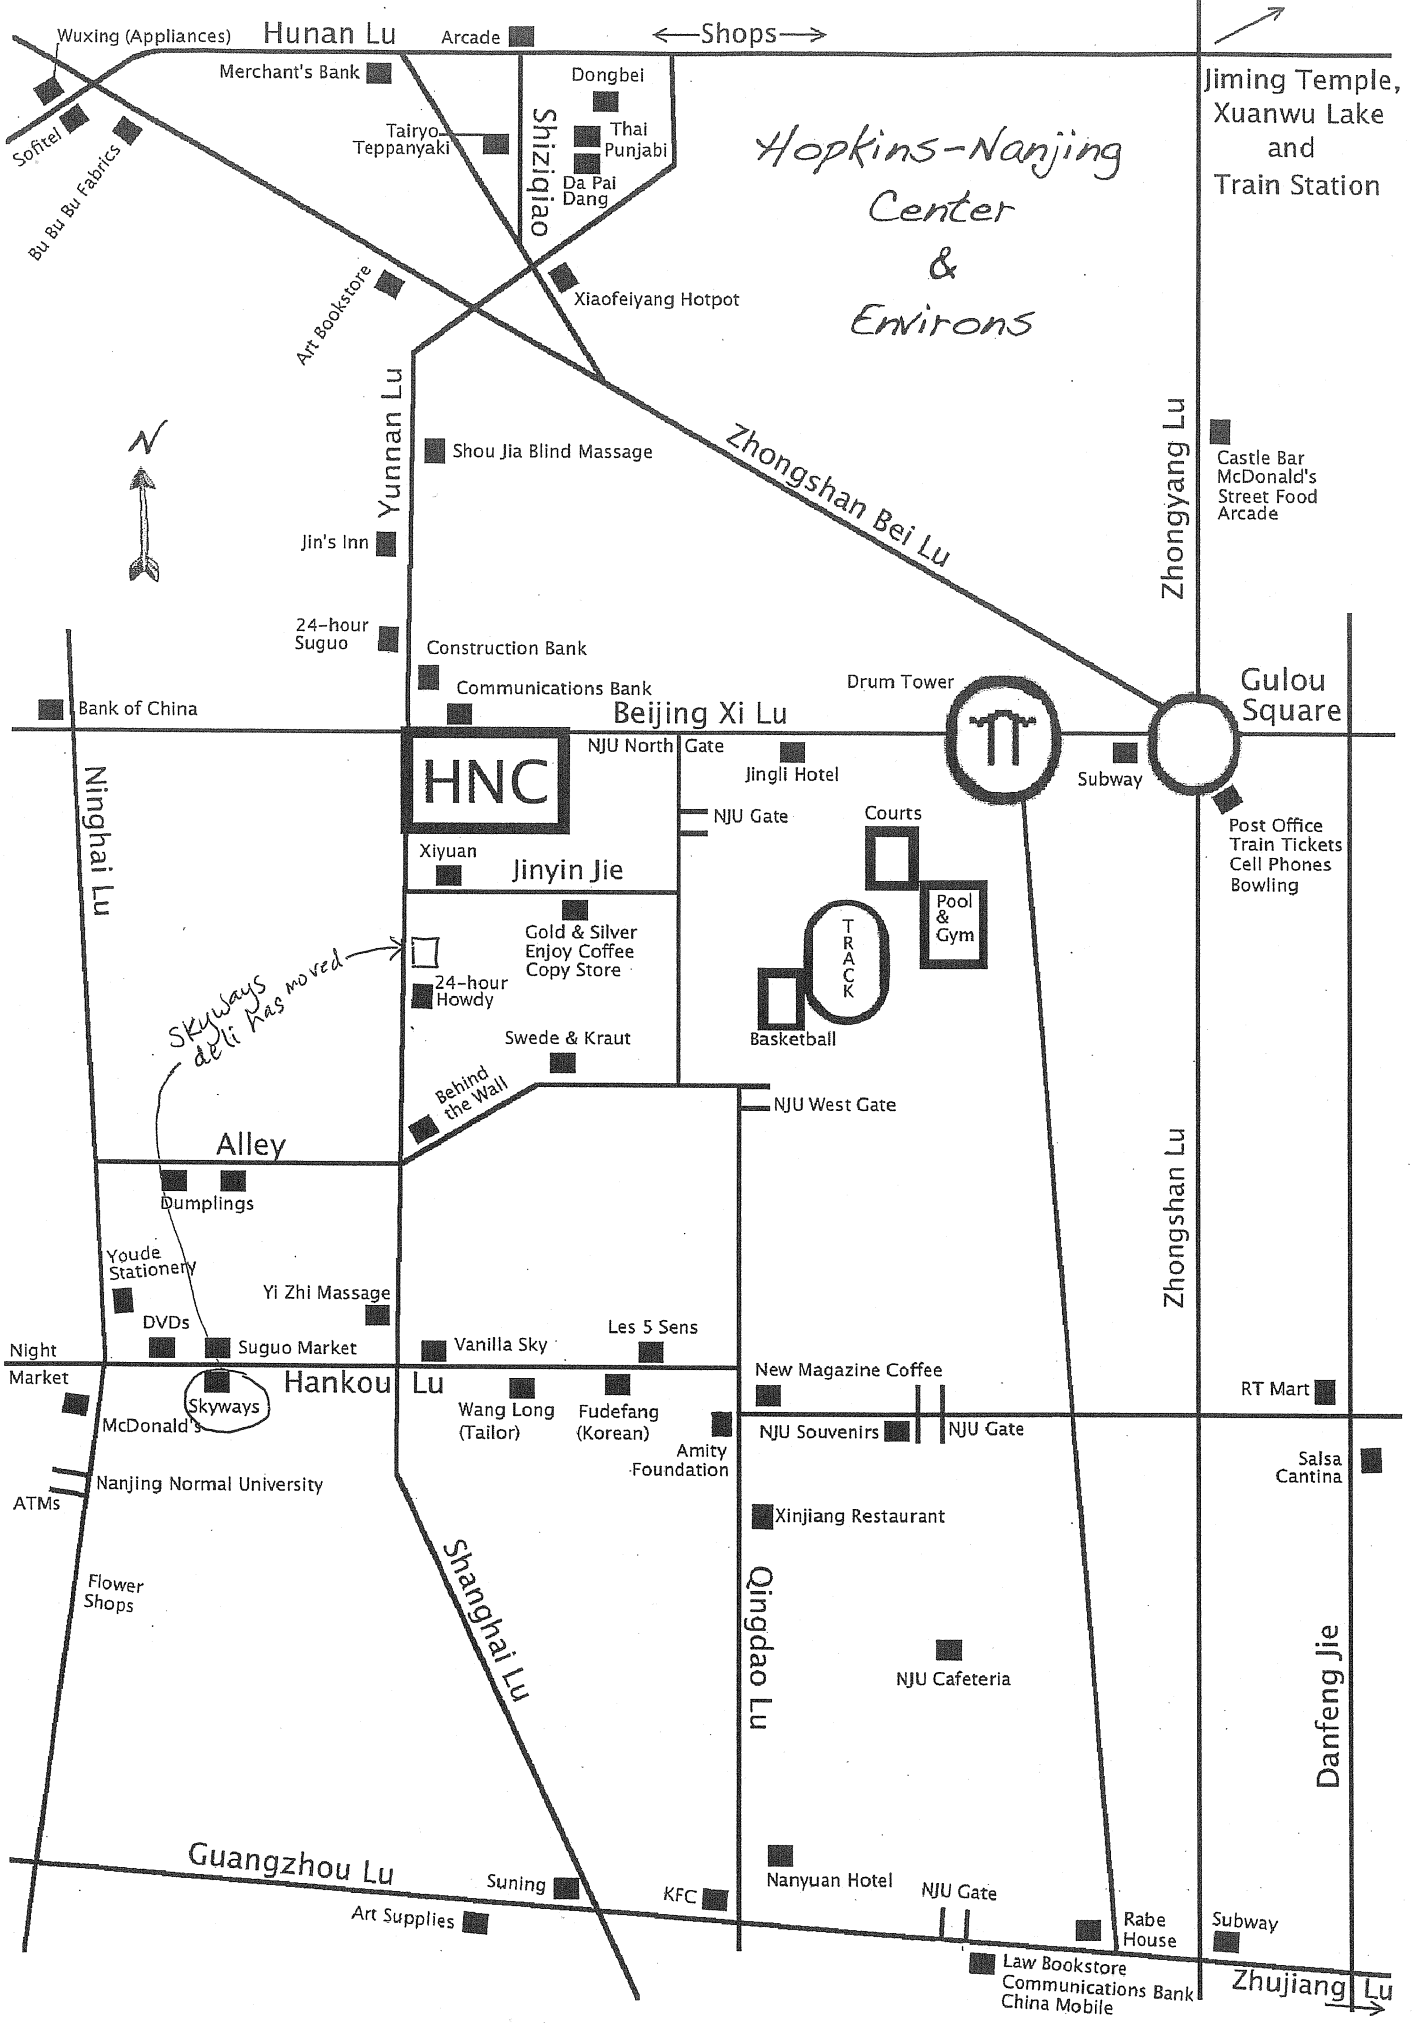 Wuxing (Appliances)
Hunan Lu
Arcade
Shops
Merchant's Bank
Dongbei
Sofitel
Bu Bu Bu Fabrics
Tairyo
Teppanyaki
Shiziqiao
Thai
Punjabi
Da Pai
Dang
Jiming Temple,
Xuanwu Lake
and
Train Station
Hopkins-Nanjing
Center
&
Environs
Art Bookstore
Xiaofeiyang Hotpot
N
Yunnan Lu
Shou Jia Blind Massage
Zhongshan Bei Lu
Zhongyang Lu
Castle Bar
McDonald's
Street Food
Arcade
Jin's Inn
24-hour
Suguo
Construction Bank
Communications Bank
Bank of China
Beijing Xi Lu
Drum Tower
Gulou
Square
HNC
NJU North Gate
Jingli Hotel
Subway
Ninghai Lu
NJU Gate
Courts
Post Office
Train Tickets
Cell Phones
Bowling
Xiyuan
Jinyin Jie
Pool
&
Gym
TRACK
Gold & Silver
Enjoy Coffee
Copy Store
Skyways
deli has moved
24-hour
Howdy
Basketball
Swede & Kraut
Behind
the Wall
NJU West Gate
Alley
Dumplings
Zhongshan Lu
Youde
Stationery
Yi Zhi Massage
DVDs
Suguo Market
Vanilla Sky
Les 5 Sens
Night
Market
Hankou Lu
New Magazine Coffee
RT Mart
Skyways
McDonald's
Wang Long
(Tailor)
Fudefang
(Korean)
Amity
Foundation
NJU Souvenirs
NJU Gate
Salsa
Cantina
Nanjing Normal University
ATMs
Xinjiang Restaurant
Flower
Shops
Shanghai Lu
Qingdao Lu
NJU Cafeteria
Danfeng Jie
Guangzhou Lu
Suning
KFC
Nanyuan Hotel
NJU Gate
Art Supplies
Rabe
House
Subway
Law Bookstore
Communications Bank
China Mobile
Zhujiang Lu